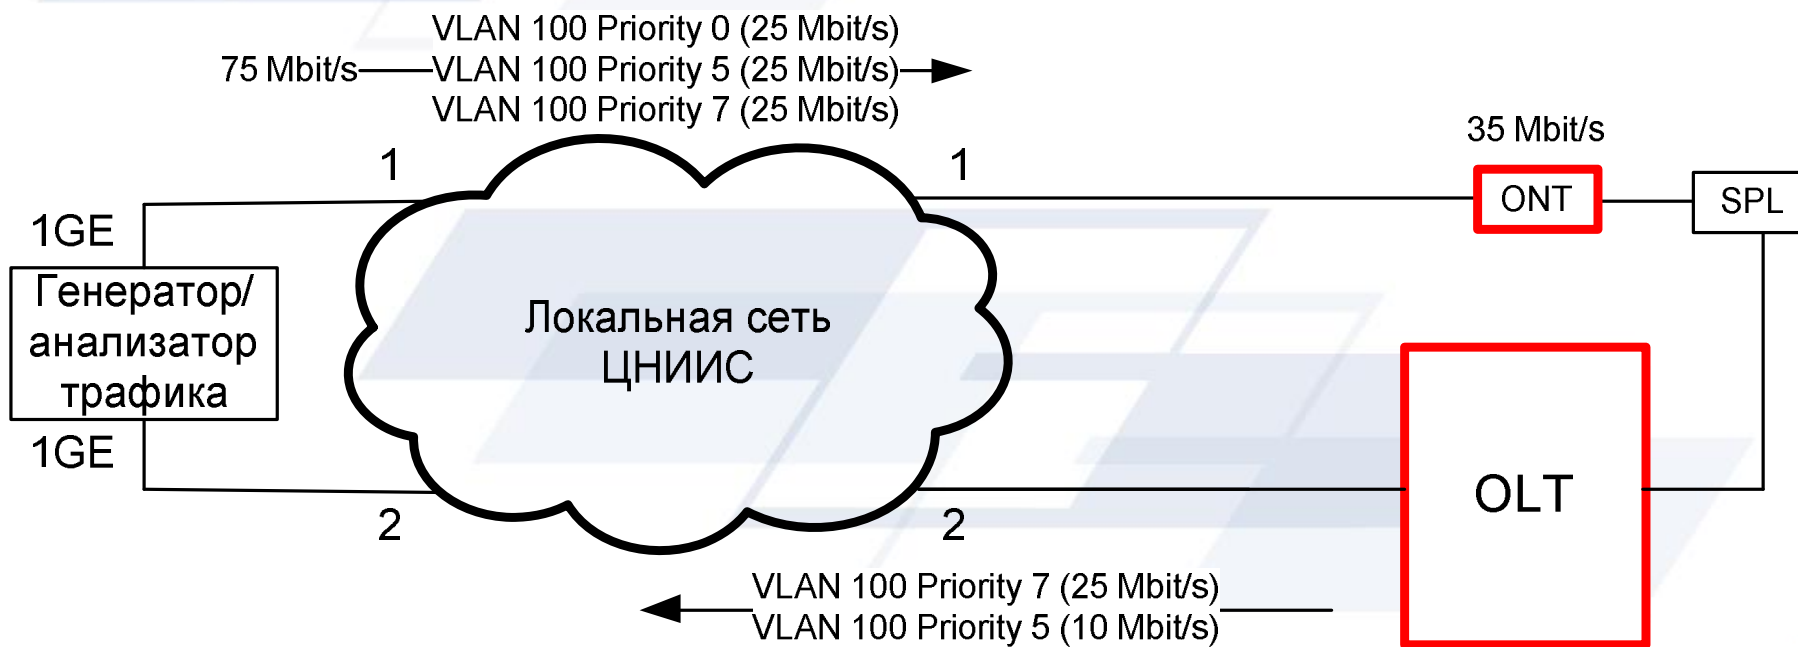 VLAN 100 Priority 0 (25 Mbit/s)
75 Mbit/s VLAN 100 Priority 5 (25 Mbit/s)
VLAN 100 Priority 7 (25 Mbit/s)
35 Mbit/s
1
1
ONT
SPL
1GE
Генератор/
анализатор
трафика
Локальная сеть
ЦНИИС
1GE
OLT
2
2
VLAN 100 Priority 7 (25 Mbit/s)
VLAN 100 Priority 5 (10 Mbit/s)